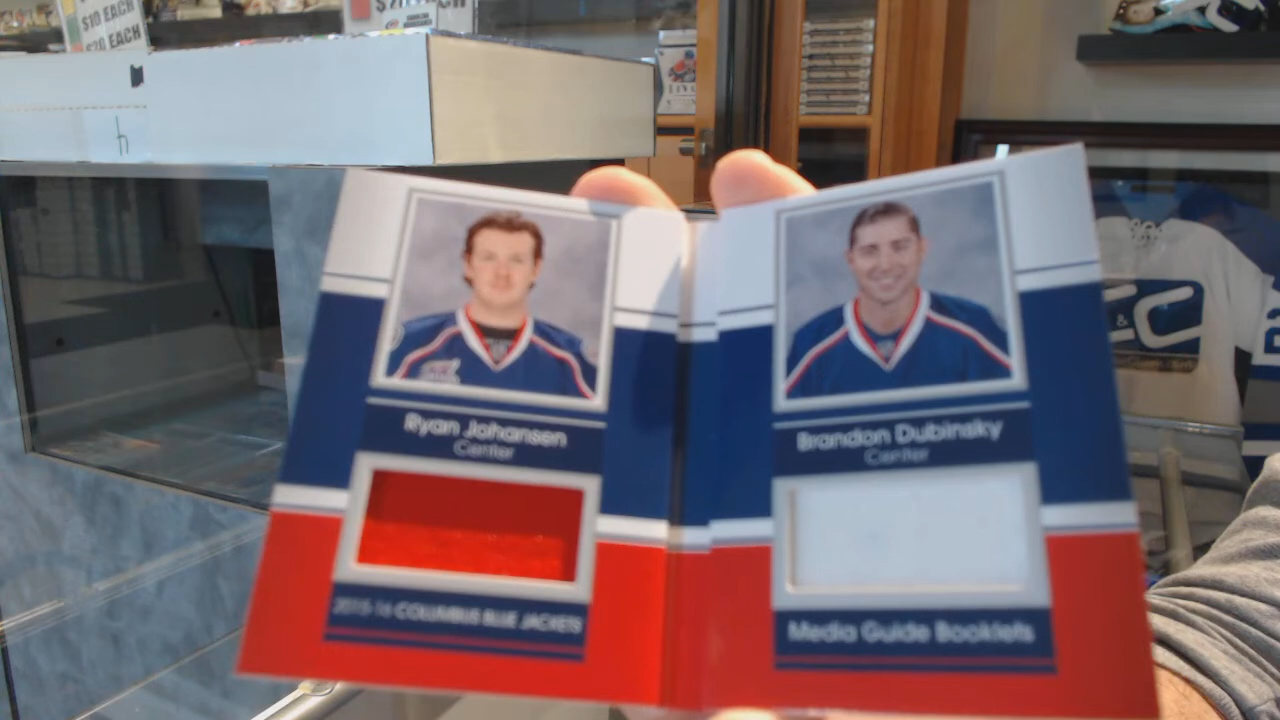 $10 EACH
$20 EACH
Ryan Johansen
Center
2015-16 COLUMBUS BLUE JACKETS
Brandon Dubinsky
Center
Media Guide Booklets